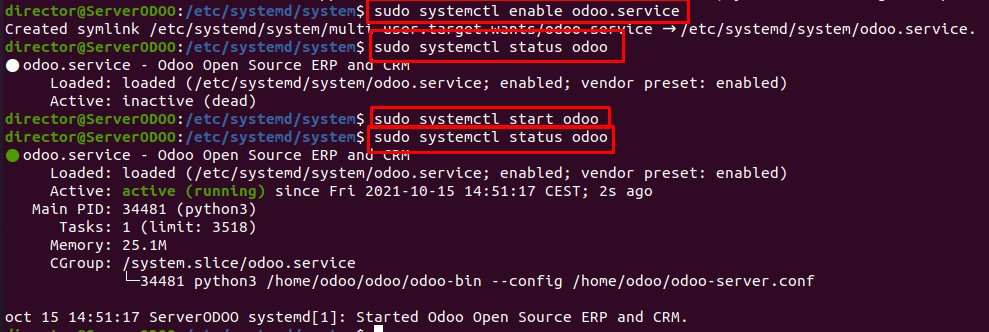 director@ServerODOO:/etc/systemd/system$ sudo systemctl enable odoo.service
Created symlink /etc/systemd/system/multi-user.target.wants/odoo.service → /etc/systemd/system/odoo.service.
director@ServerODOO:/etc/systemd/system$ sudo systemctl status odoo
● odoo.service - Odoo Open Source ERP and CRM
Loaded: loaded (/etc/systemd/system/odoo.service; enabled; vendor preset: enabled)
Active: inactive (dead)
director@ServerODOO:/etc/systemd/system$ sudo systemctl start odoo
director@ServerODOO:/etc/systemd/system$ sudo systemctl status odoo
● odoo.service - Odoo Open Source ERP and CRM
Loaded: loaded (/etc/systemd/system/odoo.service; enabled; vendor preset: enabled)
Active: active (running) since Fri 2021-10-15 14:51:17 CEST; 2s ago
Main PID: 34481 (python3)
Tasks: 1 (limit: 3518)
Memory: 25.1M
CGroup: /system.slice/odoo.service
└─34481 python3 /home/odoo/odoo/odoo-bin --config /home/odoo/odoo-server.conf
oct 15 14:51:17 ServerODOO systemd[1]: Started Odoo Open Source ERP and CRM.
director@ServerODOO:/etc/systemd/system$